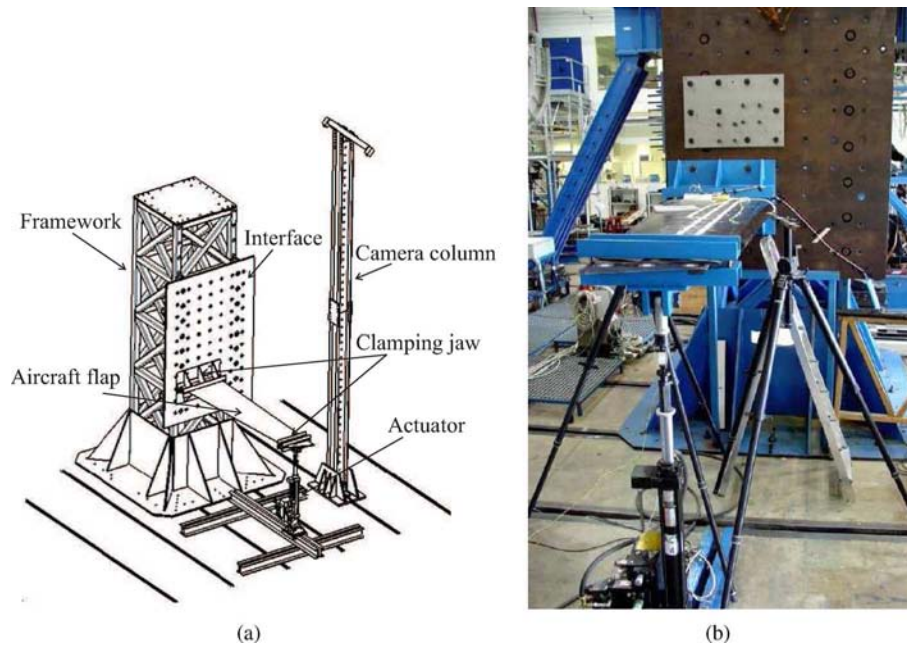 Framework
Interface
Camera column
Clamping jaw
Aircraft flap
Actuator
(a)
(b)